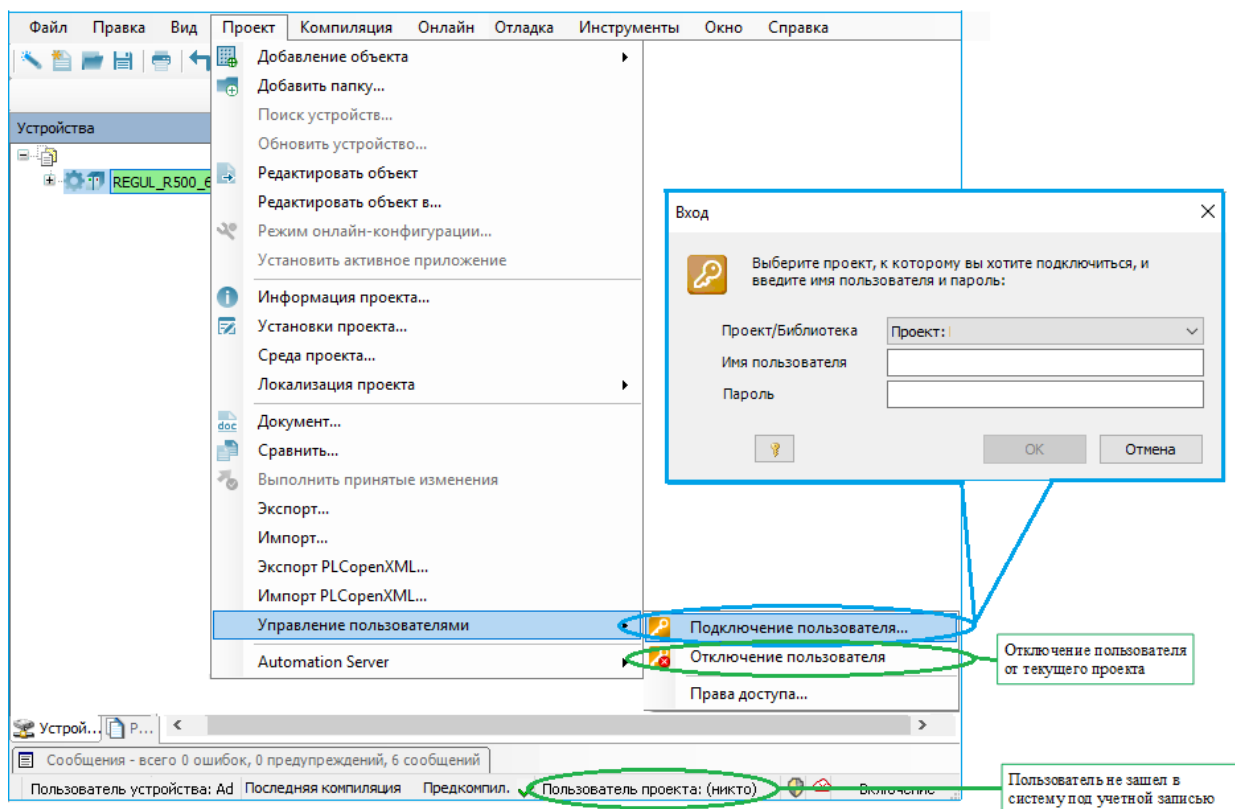 Файл Правка Вид Проект Компиляция Онлайн Отладка Инструменты Окно Справка
Устройства
REGUL_R500_6
Добавление объекта
Добавить папку...
Поиск устройств...
Обновить устройство...
Редактировать объект
Редактировать объект в...
Режим онлайн-конфигурации...
Установить активное приложение
Информация проекта...
Установки проекта...
Среда проекта...
Локализация проекта
doc Документ...
Сравнить...
Выполнить принятые изменения
Экспорт...
Импорт...
Экспорт PLCopenXML...
Импорт PLCopenXML...
Управление пользователями
Automation Server
Подключение пользователя...
Отключение пользователя
Права доступа...
Вход
Выберите проект, к которому вы хотите подключиться, и
введите имя пользователя и пароль:
Проект/Библиотека Проект:
Имя пользователя
Пароль
OK Отмена
Отключение пользователя
от текущего проекта
Устрой... Р...
Сообщения - всего 0 ошибок, 0 предупреждений, 6 сообщений
Пользователь устройства: Ad Последняя компиляция Предкомпил. Пользователь проекта: (никто) Включение
Пользователь не зашел в
систему под учетной записью